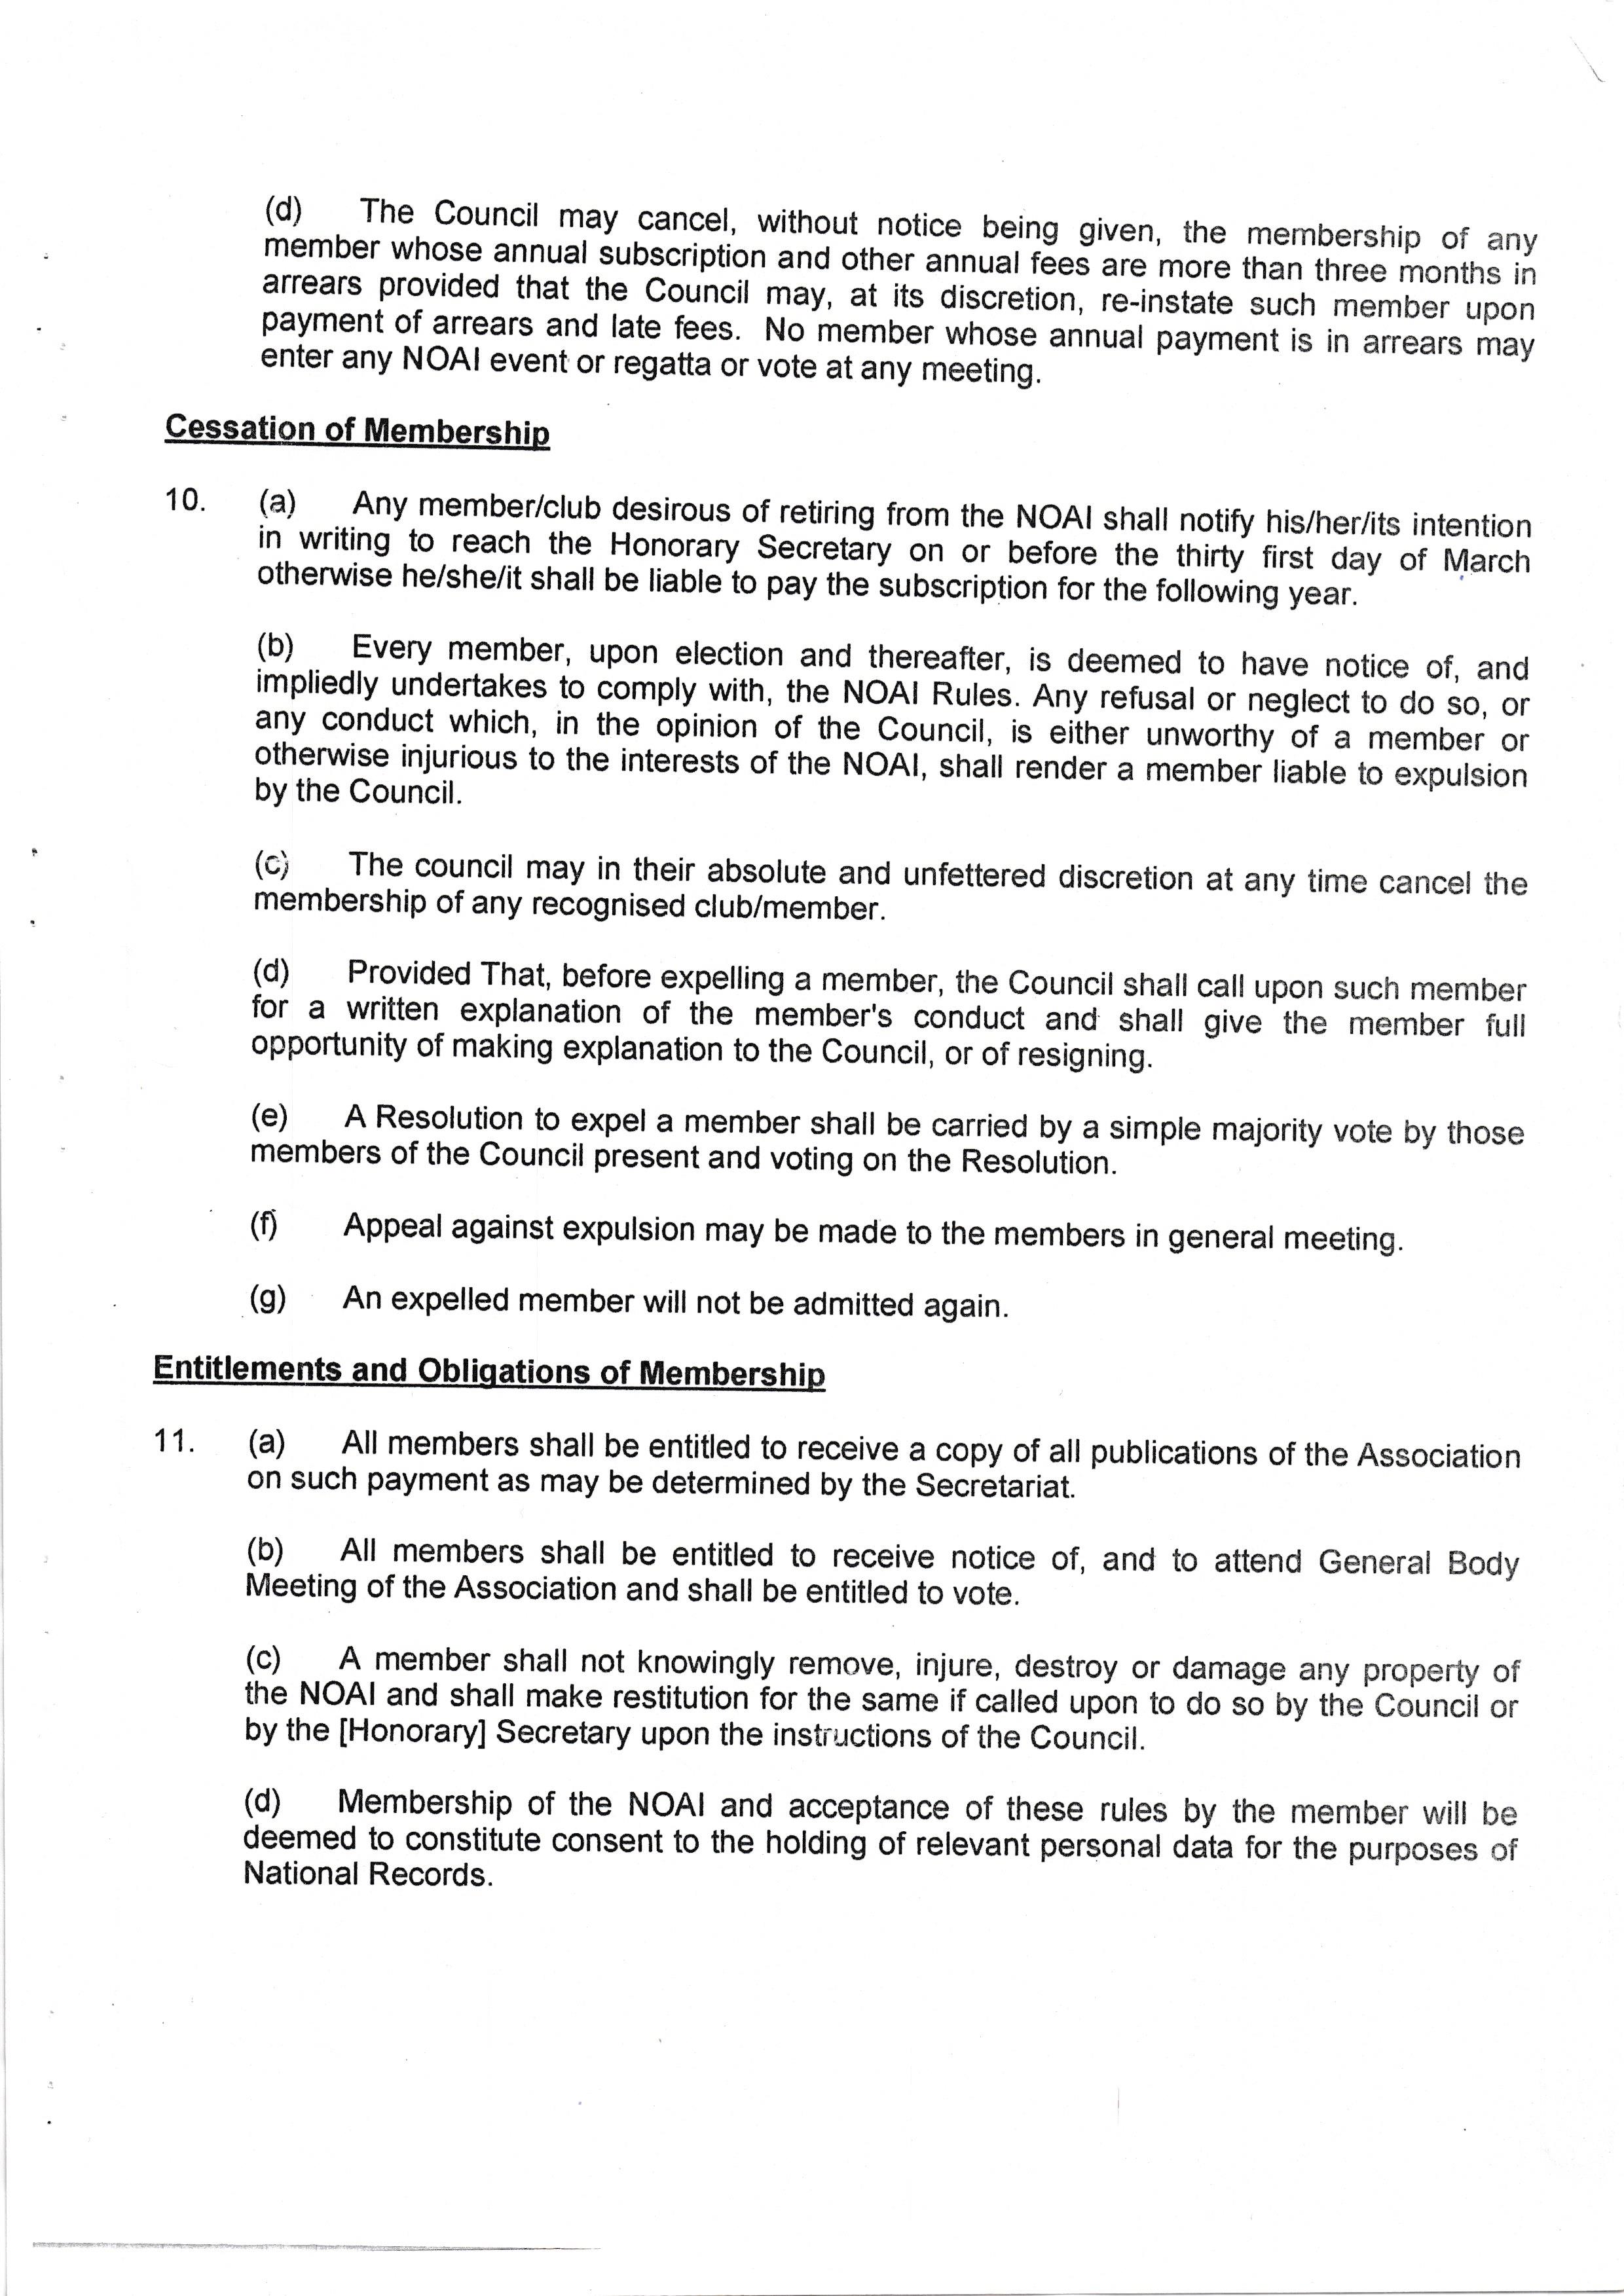 (d) The Council may cancel, without notice being given, the membership of any
member whose annual subscription and other annual fees are more than three months in
arrears provided that the Council may, at its discretion, re-instate such member upon
payment of arrears and late fees. No member whose annual payment is in arrears may
enter any NOAI event or regatta or vote at any meeting.
Cessation of Membership
10. (a) Any member/club desirous of retiring from the NOAI shall notify his/her/its intention
in writing to reach the Honorary Secretary on or before the thirty first day of March
otherwise he/she/it shall be liable to pay the subscription for the following year.
(b) Every member, upon election and thereafter, is deemed to have notice of, and
impliedly undertakes to comply with, the NOAI Rules. Any refusal or neglect to do so, or
any conduct which, in the opinion of the Council, is either unworthy of a member or
otherwise injurious to the interests of the NOAI, shall render a member liable to expulsion
by the Council.
(c) The council may in their absolute and unfettered discretion at any time cancel the
membership of any recognised club/member.
(d) Provided That, before expelling a member, the Council shall call upon such member
for a written explanation of the member's conduct and shall give the member full
opportunity of making explanation to the Council, or of resigning.
(e) A Resolution to expel a member shall be carried by a simple majority vote by those
members of the Council present and voting on the Resolution.
(f) Appeal against expulsion may be made to the members in general meeting.
(g) An expelled member will not be admitted again.
Entitlements and Obligations of Membership
11. (a) All members shall be entitled to receive a copy of all publications of the Association
on such payment as may be determined by the Secretariat.
(b) All members shall be entitled to receive notice of, and to attend General Body
Meeting of the Association and shall be entitled to vote.
(c) A member shall not knowingly remove, injure, destroy or damage any property of
the NOAI and shall make restitution for the same if called upon to do so by the Council or
by the [Honorary] Secretary upon the instructions of the Council.
(d) Membership of the NOAI and acceptance of these rules by the member will be
deemed to constitute consent to the holding of relevant personal data for the purposes of
National Records.